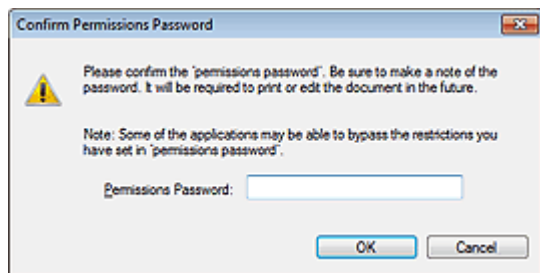 Confirm Permissions Password
Please confirm the "permissions password". Be sure to make a note of the
password. It will be required to print or edit the document in the future.
Note: Some of the applications may be able to bypass the restrictions you
have set in "permissions password".
Permissions Password:
OK Cancel